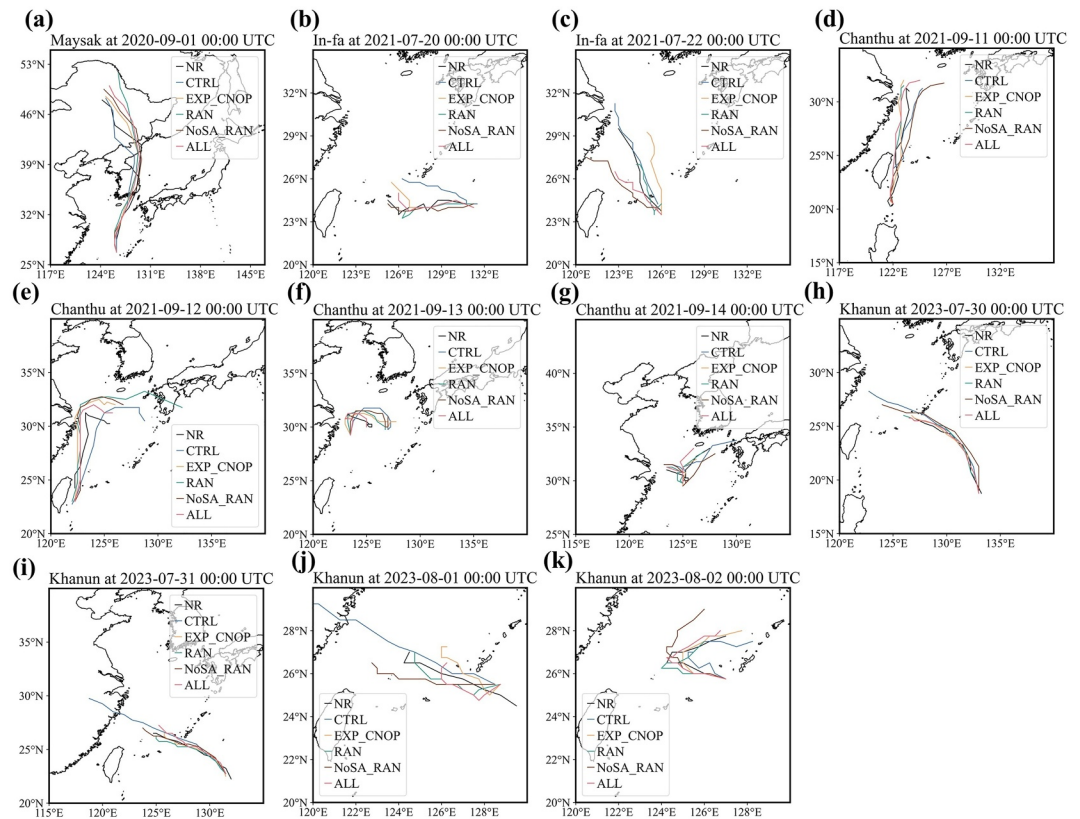 (a)
Maysak at 2020-09-01 00:00 UTC
53°N
46°N
39°N
32°N
25°N
117°E 124°E 131°E 138°E 145°E
NR
CTRL
EXP_CNOP
RAN
NoSA_RAN
ALL
(b)
In-fa at 2021-07-20 00:00 UTC
32°N
29°N
26°N
23°N
20°N
120°E 123°E 126°E 129°E 132°E
NR
CTRL
EXP_CNOP
RAN
NoSA_RAN
ALL
(c)
In-fa at 2021-07-22 00:00 UTC
32°N
29°N
26°N
23°N
20°N
120°E 123°E 126°E 129°E 132°E
NR
CTRL
EXP_CNOP
RAN
NoSA_RAN
ALL
(d)
Chanthu at 2021-09-11 00:00 UTC
30°N
25°N
20°N
15°N
117°E 122°E 127°E 132°E
NR
CTRL
EXP_CNOP
RAN
NoSA_RAN
ALL
(e)
Chanthu at 2021-09-12 00:00 UTC
35°N
30°N
25°N
20°N
120°E 125°E 130°E 135°E
NR
CTRL
EXP_CNOP
RAN
NoSA_RAN
ALL
(f)
Chanthu at 2021-09-13 00:00 UTC
35°N
30°N
25°N
20°N
120°E 125°E 130°E 135°E
NR
CTRL
EXP_CNOP
RAN
NoSA_RAN
ALL
(g)
Chanthu at 2021-09-14 00:00 UTC
40°N
35°N
30°N
25°N
115°E 120°E 125°E 130°E
NR
CTRL
EXP_CNOP
RAN
NoSA_RAN
ALL
(h)
Khanun at 2023-07-30 00:00 UTC
30°N
25°N
20°N
15°N
120°E 125°E 130°E 135°E
NR
CTRL
EXP_CNOP
RAN
NoSA_RAN
ALL
(i)
Khanun at 2023-07-31 00:00 UTC
35°N
30°N
25°N
20°N
115°E 120°E 125°E 130°E
NR
CTRL
EXP_CNOP
RAN
NoSA_RAN
ALL
(j)
Khanun at 2023-08-01 00:00 UTC
28°N
26°N
24°N
22°N
20°N
120°E 122°E 124°E 126°E 128°E
NR
CTRL
EXP_CNOP
RAN
NoSA_RAN
ALL
(k)
Khanun at 2023-08-02 00:00 UTC
28°N
26°N
24°N
22°N
20°N
120°E 122°E 124°E 126°E 128°E
NR
CTRL
EXP_CNOP
RAN
NoSA_RAN
ALL